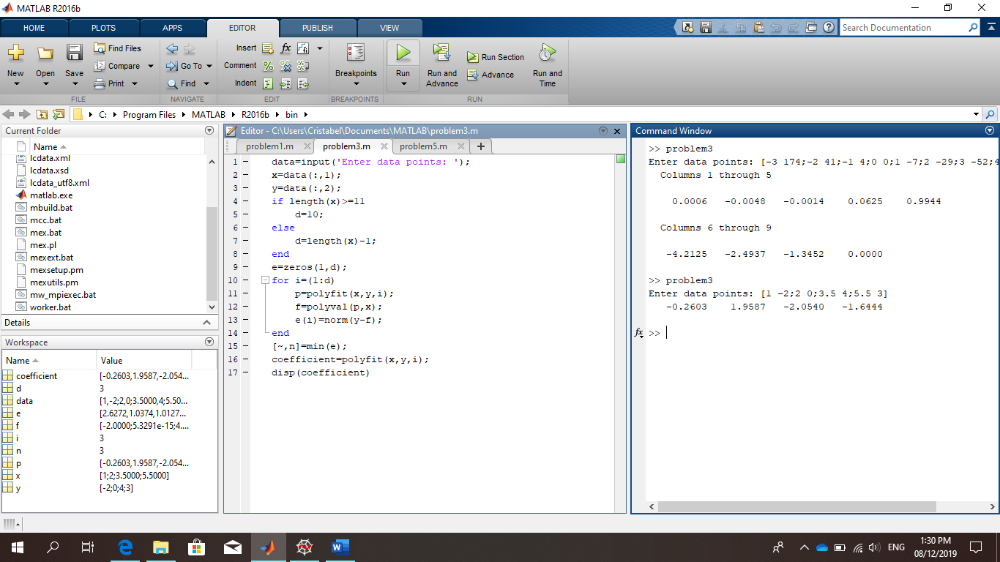 MATLAB R2016b
HOME PLOTS APPS EDITOR PUBLISH VIEW
Search Documentation
New Open Save
Find Files
Compare
Print
FILE
Go To
Find
NAVIGATE
Insert fx
Comment
Indent
EDIT
Breakpoints
BREAKPOINTS
Run
Run and Advance
Run Section
Advance
Run and Time
RUN
C: Program Files MATLAB R2016b bin
Current Folder
Name
lcdata.xml
lcdata.xsd
lcdata_utf8.xml
matlab.exe
mbuild.bat
mcc.bat
mex.bat
mex.pl
mexext.bat
mexsetup.pm
mexutils.pm
mw_mpiexec.bat
worker.bat
Details
Workspace
Name Value
coefficient [-0.2603,1.9587,-2.054...
d 3
data [1,-2;2,0;3.5000,4;5.50...
e [2.6272,1.0374,1.0127...
f [-2.0000;5.3291e-15;4....
i 3
n 3
p [-0.2603,1.9587,-2.054...
x [1;2;3.5000;5.5000]
y [-2;0;4;3]
Editor - C:\Users\Cristabel\Documents\MATLAB\problem3.m
problem1.m problem3.m problem5.m
1 data=input('Enter data points: ');
2 x=data(:,1);
3 y=data(:,2);
4 if length(x)>=11
5 d=10;
6 else
7 d=length(x)-1;
8 end
9 e=zeros(1,d);
10 for i=(1:d)
11 p=polyfit(x,y,i);
12 f=polyval(p,x);
13 e(i)=norm(y-f);
14 end
15 [~,n]=min(e);
16 coefficient=polyfit(x,y,i);
17 disp(coefficient)
Command Window
>> problem3
Enter data points: [-3 174;-2 41;-1 4;0 0;1 -7;2 -29;3 -52;4
Columns 1 through 5
0.0006 -0.0048 -0.0014 0.0625 0.9944
Columns 6 through 9
-4.2125 -2.4937 -1.3452 0.0000
>> problem3
Enter data points: [1 -2;2 0;3.5 4;5.5 3]
-0.2603 1.9587 -2.0540 -1.6444
fx >>
ENG
1:30 PM
08/12/2019